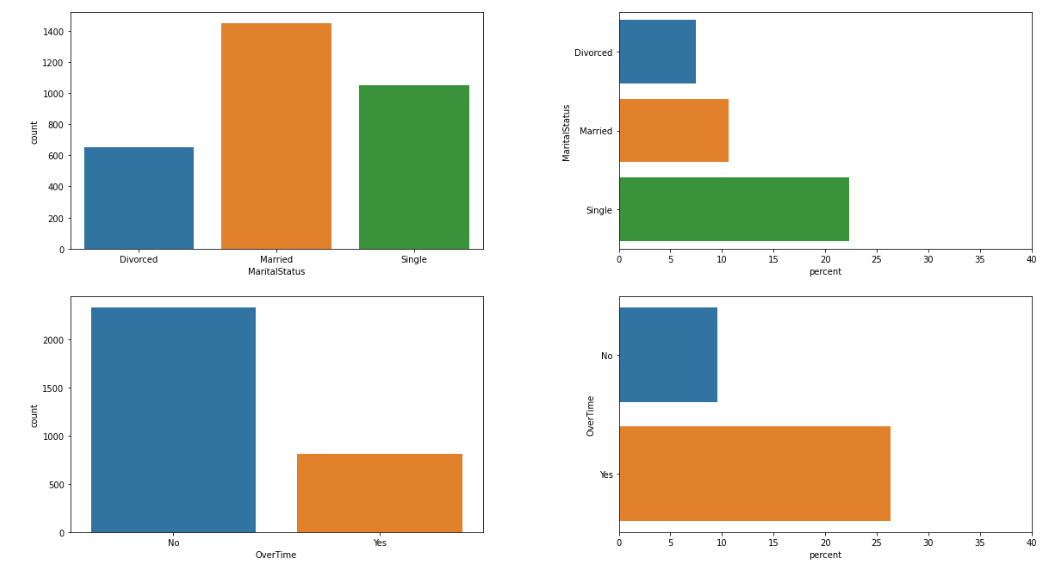 1400
1200
1000
800
600
400
200
0
count
Divorced
Married
Single
MaritalStatus
Divorced
Married
Single
MaritalStatus
0 5 10 15 20 25 30 35 40
percent
2000
1500
1000
500
0
count
No
Yes
OverTime
No
Yes
OverTime
0 5 10 15 20 25 30 35 40
percent